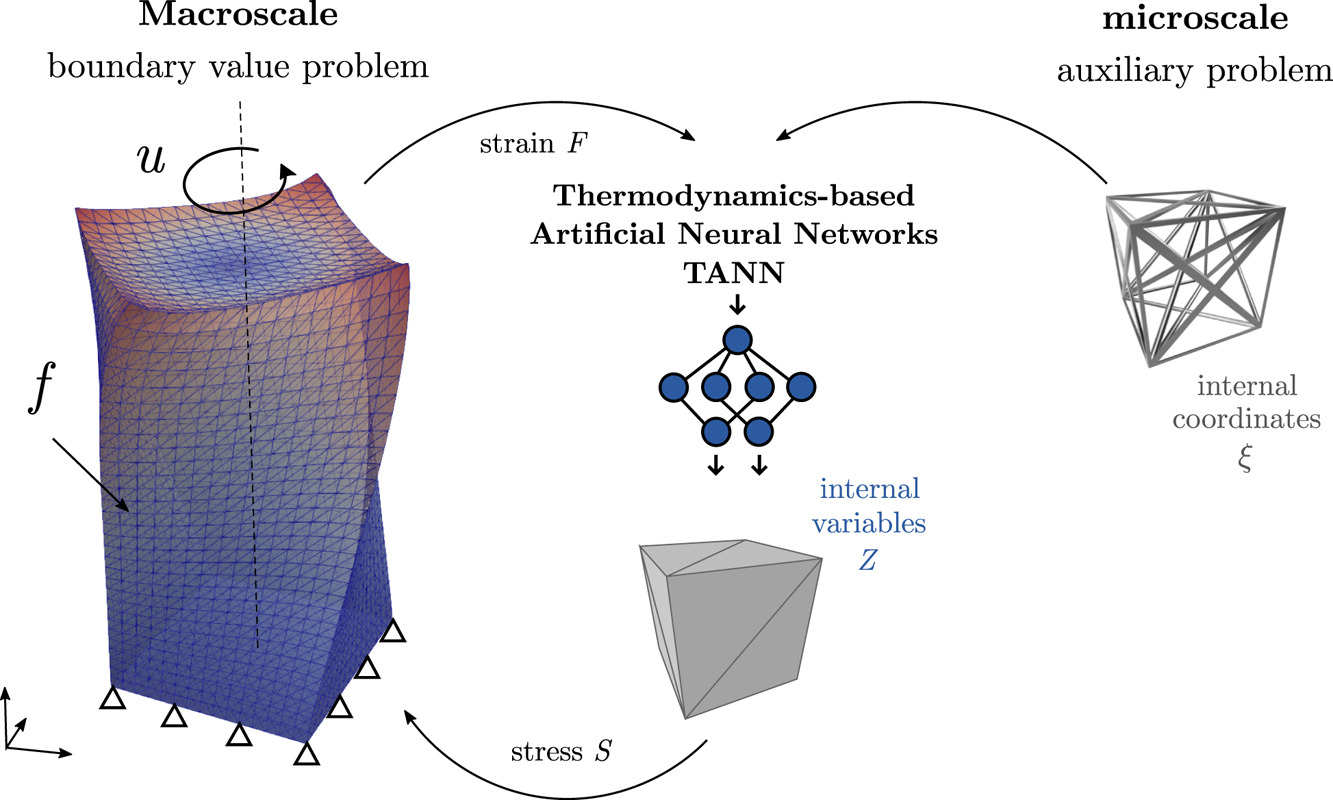 Macroscale
boundary value problem
u
f
strain F
Thermodynamics-based
Artificial Neural Networks
TANN
internal
variables
Z
stress S
microscale
auxiliary problem
internal
coordinates
ξ